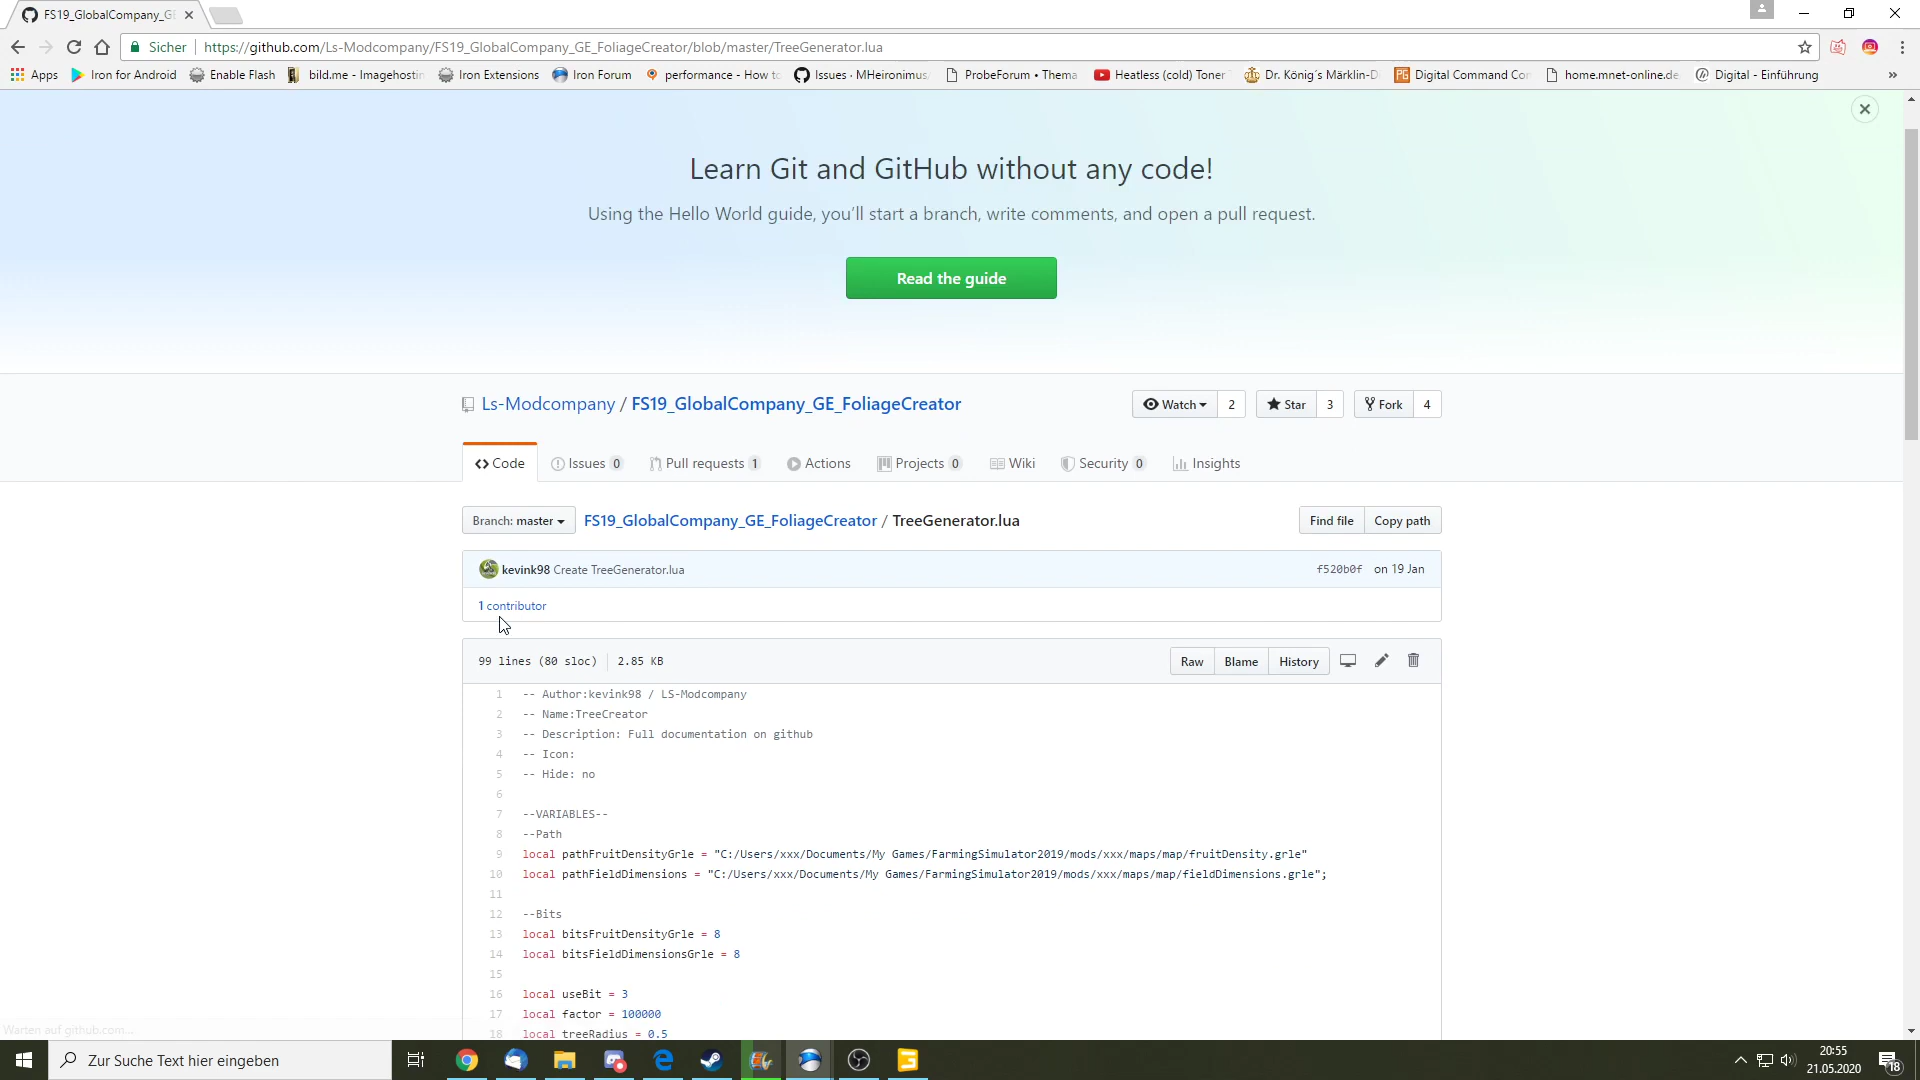 FS19_GlobalCompany_G
Sicher https://github.com/Ls-Modcompany/FS19_GlobalCompany_GE_FoliageCreator/blob/master/TreeGenerator.lua
Apps Iron for Android Enable Flash bild.me - Imagehostin Iron Extensions Iron Forum performance - How to Issues · MHeironimus/ ProbeForum • Thema Heatless (cold) Toner Dr. König´s Märklin-D Digital Command Con home.mnet-online.de Digital - Einführung »
Learn Git and GitHub without any code!
Using the Hello World guide, you’ll start a branch, write comments, and open a pull request.
Read the guide
Ls-Modcompany / FS19_GlobalCompany_GE_FoliageCreator
Watch 2 Star 3 Fork 4
Code Issues 0 Pull requests 1 Actions Projects 0 Wiki Security 0 Insights
Branch: master FS19_GlobalCompany_GE_FoliageCreator / TreeGenerator.lua Find file Copy path
kevink98 Create TreeGenerator.lua f520b0f on 19 Jan
1 contributor
99 lines (80 sloc) 2.85 KB Raw Blame History
1 -- Author:kevink98 / LS-Modcompany
2 -- Name:TreeCreator
3 -- Description: Full documentation on github
4 -- Icon:
5 -- Hide: no
6
7 --VARIABLES--
8 --Path
9 local pathFruitDensityGrle = "C:/Users/xxx/Documents/My Games/FarmingSimulator2019/mods/xxx/maps/map/fruitDensity.grle"
10 local pathFieldDimensions = "C:/Users/xxx/Documents/My Games/FarmingSimulator2019/mods/xxx/maps/map/fieldDimensions.grle";
11
12 --Bits
13 local bitsFruitDensityGrle = 8
14 local bitsFieldDimensionsGrle = 8
15
16 local useBit = 3
17 local factor = 100000
18 local treeRadius = 0.5
Warten auf github.com...
Zur Suche Text hier eingeben
20:55
21.05.2020
18